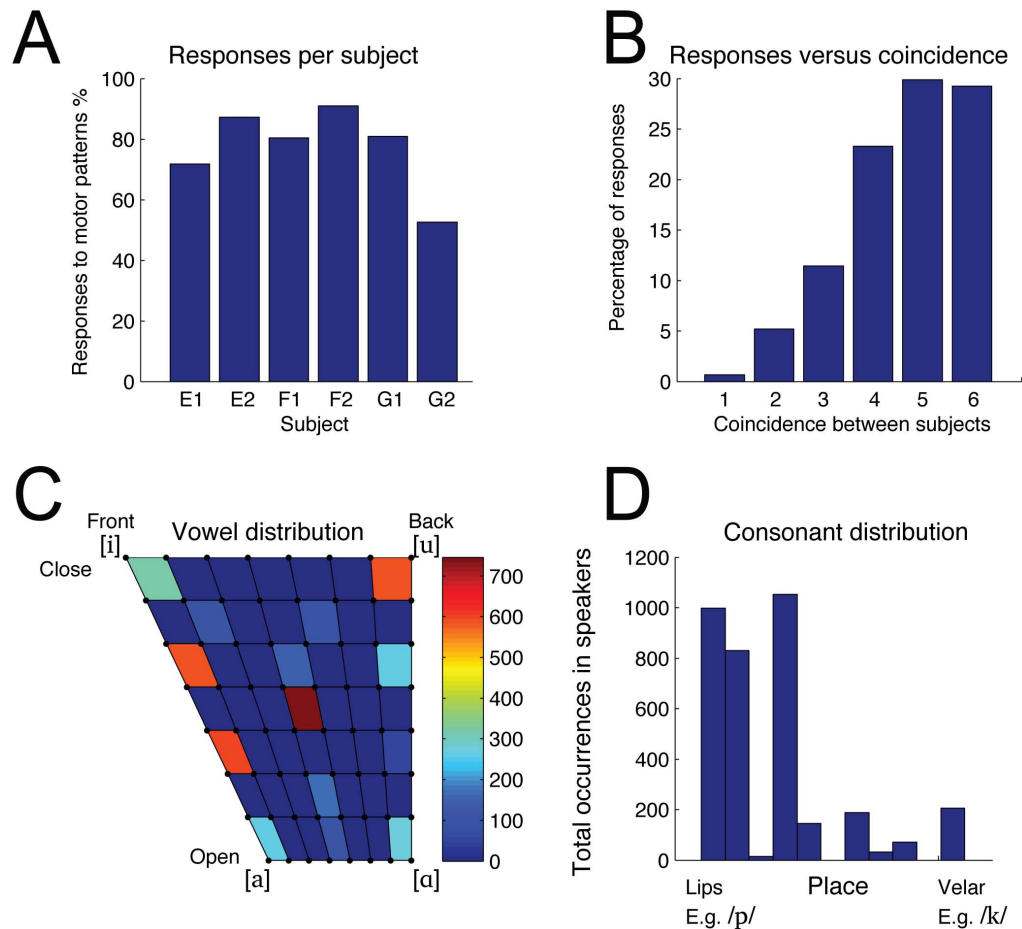 A
Responses per subject
Responses to motor patterns %
100
80
60
40
20
0
E1 E2 F1 F2 G1 G2
Subject
B
Responses versus coincidence
Percentage of responses
30
25
20
15
10
5
0
1 2 3 4 5 6
Coincidence between subjects
C
Front Vowel distribution Back
[i] [u]
Close
Open
[a] [ɑ]
700
600
500
400
300
200
100
0
D
Consonant distribution
Total occurrences in speakers
1200
1000
800
600
400
200
0
Lips Place Velar
E.g. /p/ E.g. /k/